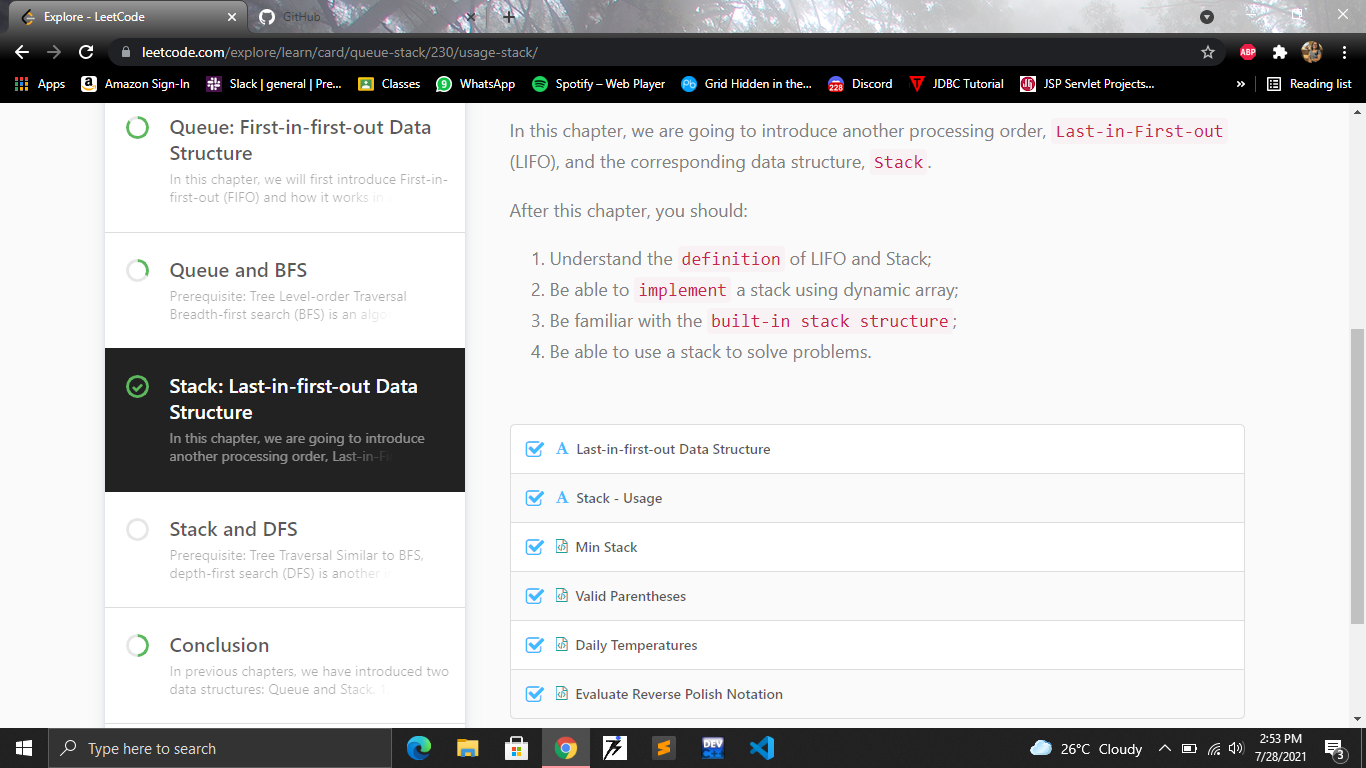 Explore - LeetCode
GitHub
leetcode.com/explore/learn/card/queue-stack/230/usage-stack/
ABP
Apps
Amazon Sign-In
Slack | general | Pre...
Classes
WhatsApp
Spotify – Web Player
Pb
Grid Hidden in the...
228
Discord
JDBC Tutorial
JSP Servlet Projects...
»
Reading list
Queue: First-in-first-out Data
Structure
In this chapter, we will first introduce First-in-
first-out (FIFO) and how it works in
Queue and BFS
Prerequisite: Tree Level-order Traversal
Breadth-first search (BFS) is an algo
Stack: Last-in-first-out Data
Structure
In this chapter, we are going to introduce
another processing order, Last-in-Fi
Stack and DFS
Prerequisite: Tree Traversal Similar to BFS,
depth-first search (DFS) is another
Conclusion
In previous chapters, we have introduced two
data structures: Queue and Stack.
In this chapter, we are going to introduce another processing order, Last-in-First-out
(LIFO), and the corresponding data structure, Stack.
After this chapter, you should:
1. Understand the definition of LIFO and Stack;
2. Be able to implement a stack using dynamic array;
3. Be familiar with the built-in stack structure;
4. Be able to use a stack to solve problems.
A Last-in-first-out Data Structure
A Stack - Usage
Min Stack
Valid Parentheses
Daily Temperatures
Evaluate Reverse Polish Notation
Type here to search
DEV
26°C Cloudy
2:53 PM
7/28/2021
3